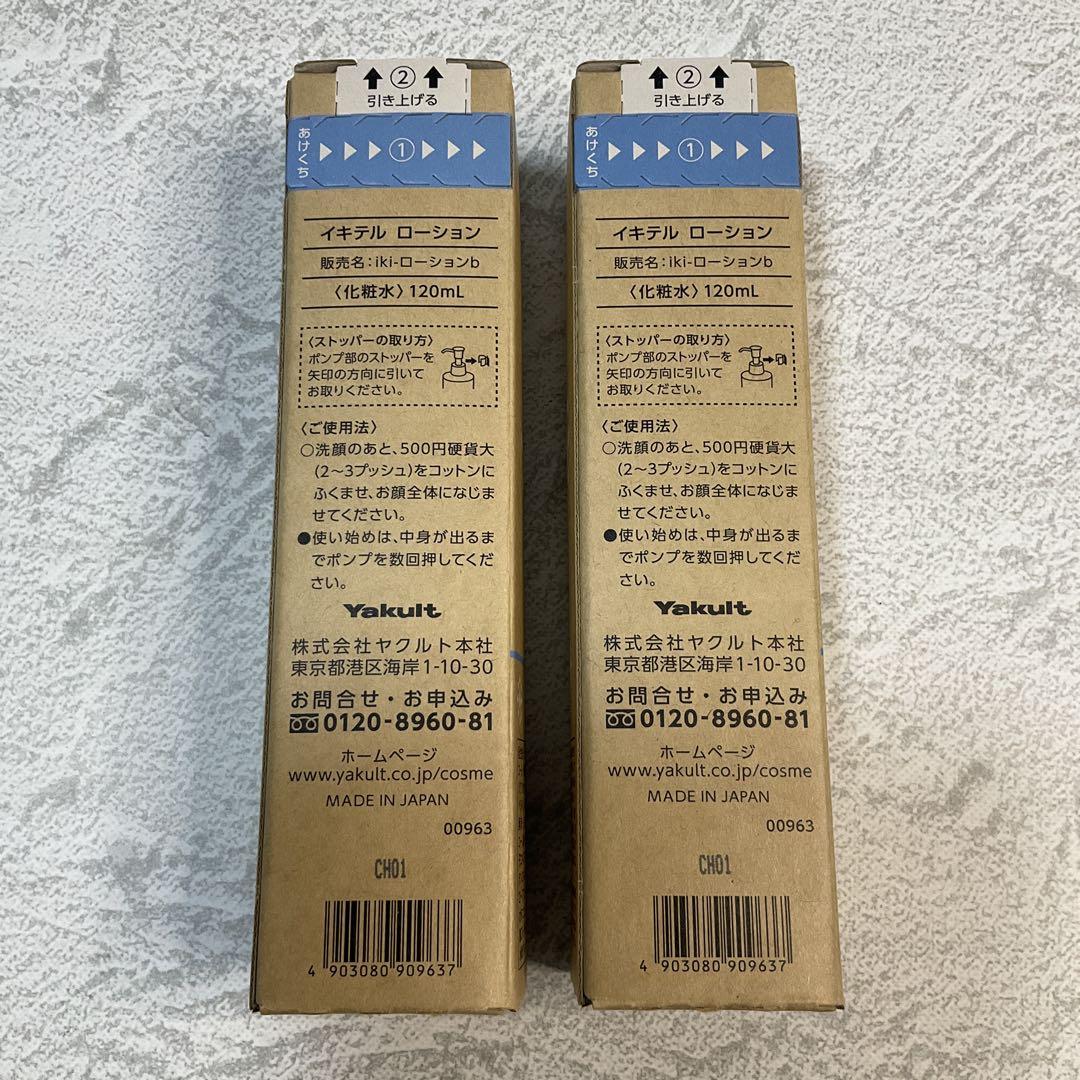 ② 
引き上げる
あけくち
①
イキテル ローション
販売名：iki-ローションb
〈化粧水〉120mL
〈ストッパーの取り方〉
ポンプ部のストッパーを
矢印の方向に引いて
お取りください。
〈ご使用法〉
○洗顔のあと、500円硬貨大
(2〜3プッシュ)をコットンに
ふくませ、お顔全体になじま
せてください。
●使い始めは、中身が出るま
でポンプを数回押してくだ
さい。
Yakult
株式会社ヤクルト本社
東京都港区海岸1-10-30
お問合せ・お申込み
0120-8960-81
ホームページ
www.yakult.co.jp/cosme
MADE IN JAPAN
00963
CH01
4 903080 909637
②
引き上げる
あけくち
①
イキテル ローション
販売名：iki-ローションb
〈化粧水〉120mL
〈ストッパーの取り方〉
ポンプ部のストッパーを
矢印の方向に引いて
お取りください。
〈ご使用法〉
○洗顔のあと、500円硬貨大
(2〜3プッシュ)をコットンに
ふくませ、お顔全体になじま
せてください。
●使い始めは、中身が出るま
でポンプを数回押してくだ
さい。
Yakult
株式会社ヤクルト本社
東京都港区海岸1-10-30
お問合せ・お申込み
0120-8960-81
ホームページ
www.yakult.co.jp/cosme
MADE IN JAPAN
00963
CH01
4 903080 909637